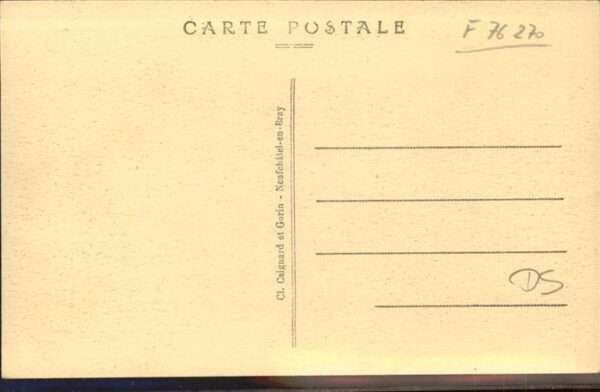 CARTE POSTALE
F 76 270
Cl. Caignard et Gorin - Neufchâtel-en-Bray
DS